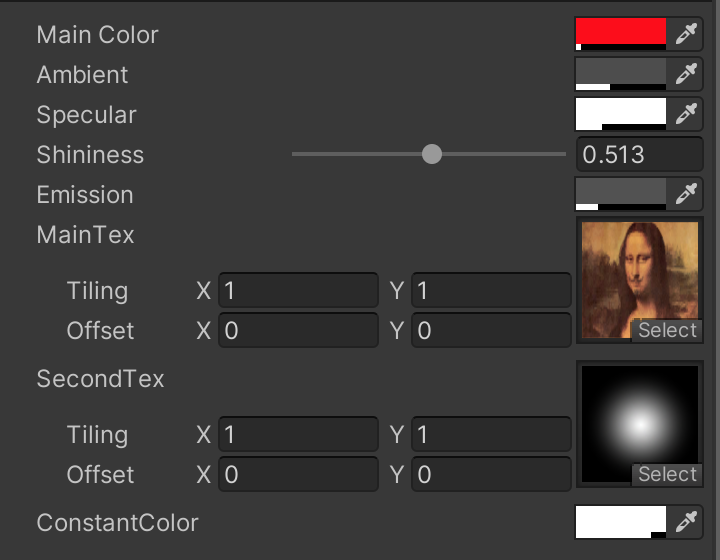 Main Color
Ambient
Specular
Shininess 0.513
Emission
MainTex
Tiling X 1 Y 1
Offset X 0 Y 0
Select
SecondTex
Tiling X 1 Y 1
Offset X 0 Y 0
Select
ConstantColor